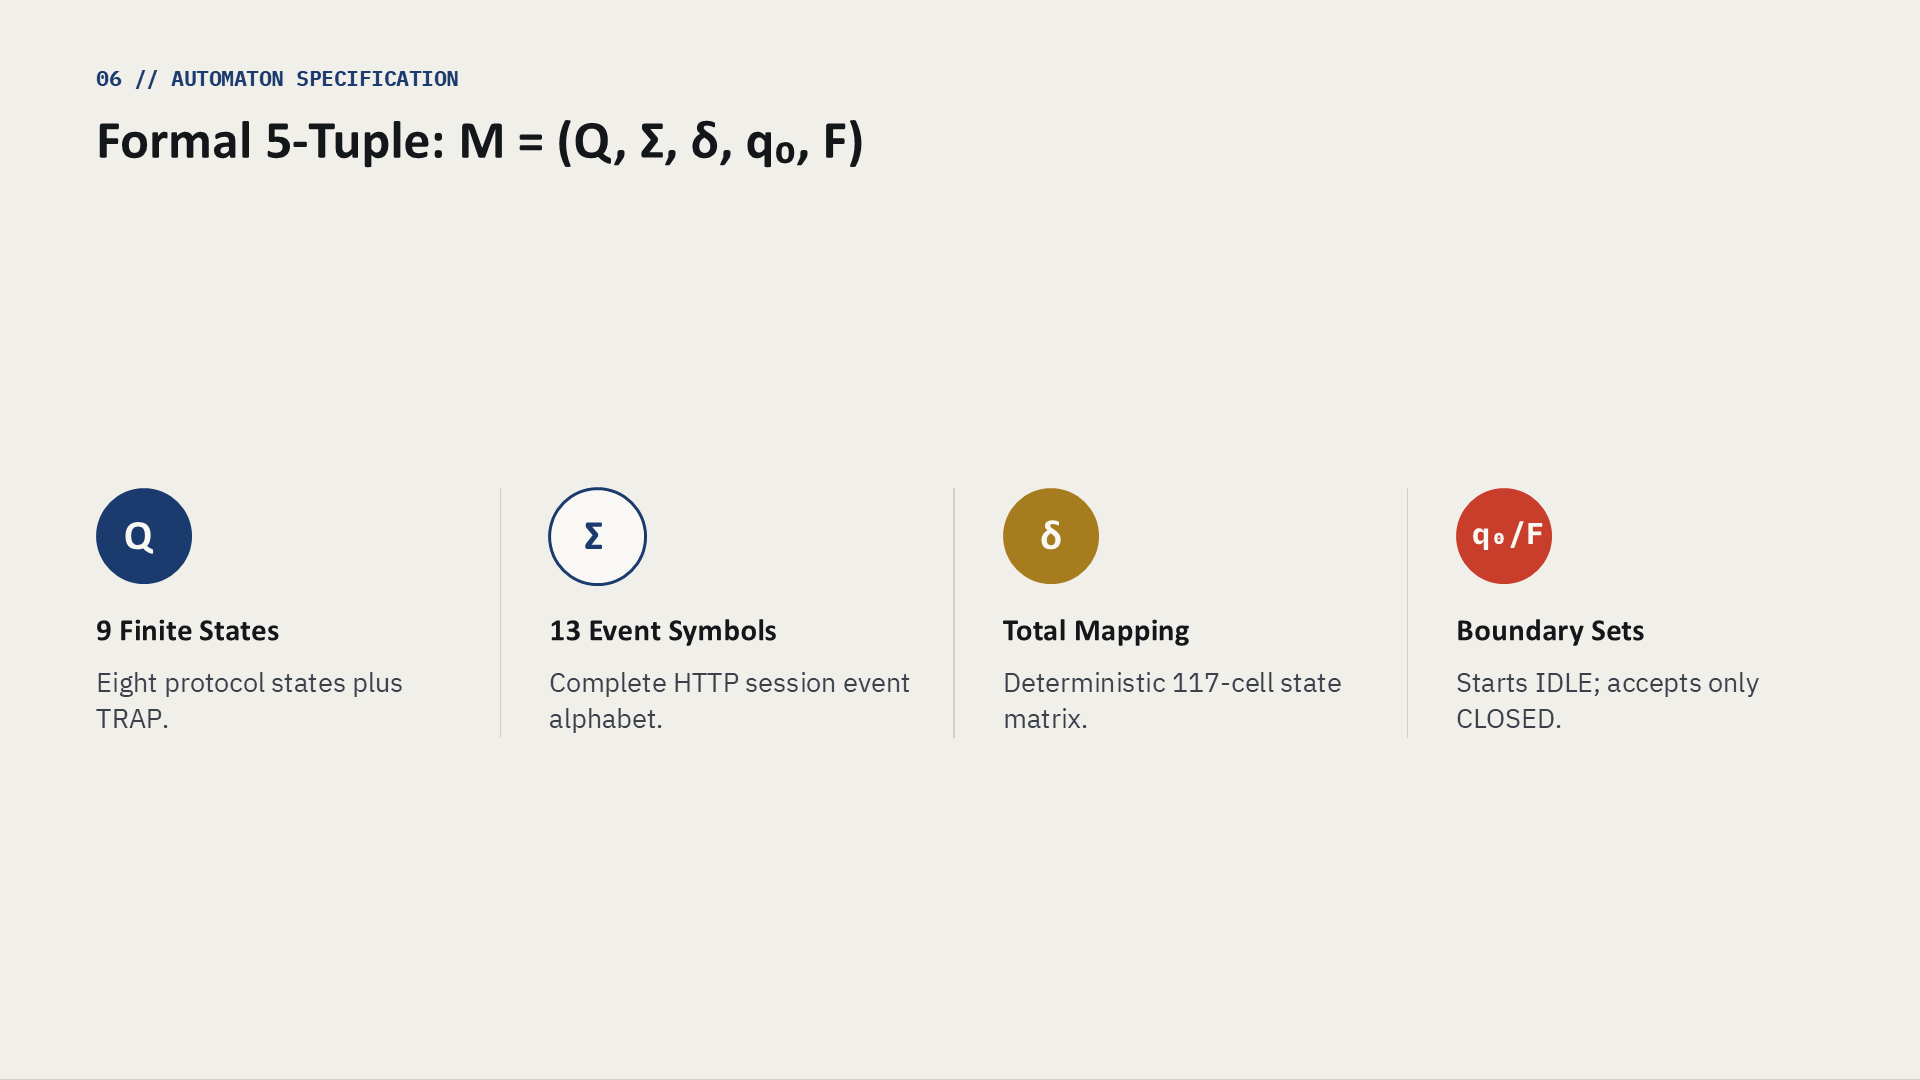 06 // AUTOMATON SPECIFICATION
Formal 5-Tuple: M = (Q, Σ, δ, q₀, F)
Q
9 Finite States
Eight protocol states plus
TRAP.
Σ
13 Event Symbols
Complete HTTP session event
alphabet.
δ
Total Mapping
Deterministic 117-cell state
matrix.
q₀/F
Boundary Sets
Starts IDLE; accepts only
CLOSED.